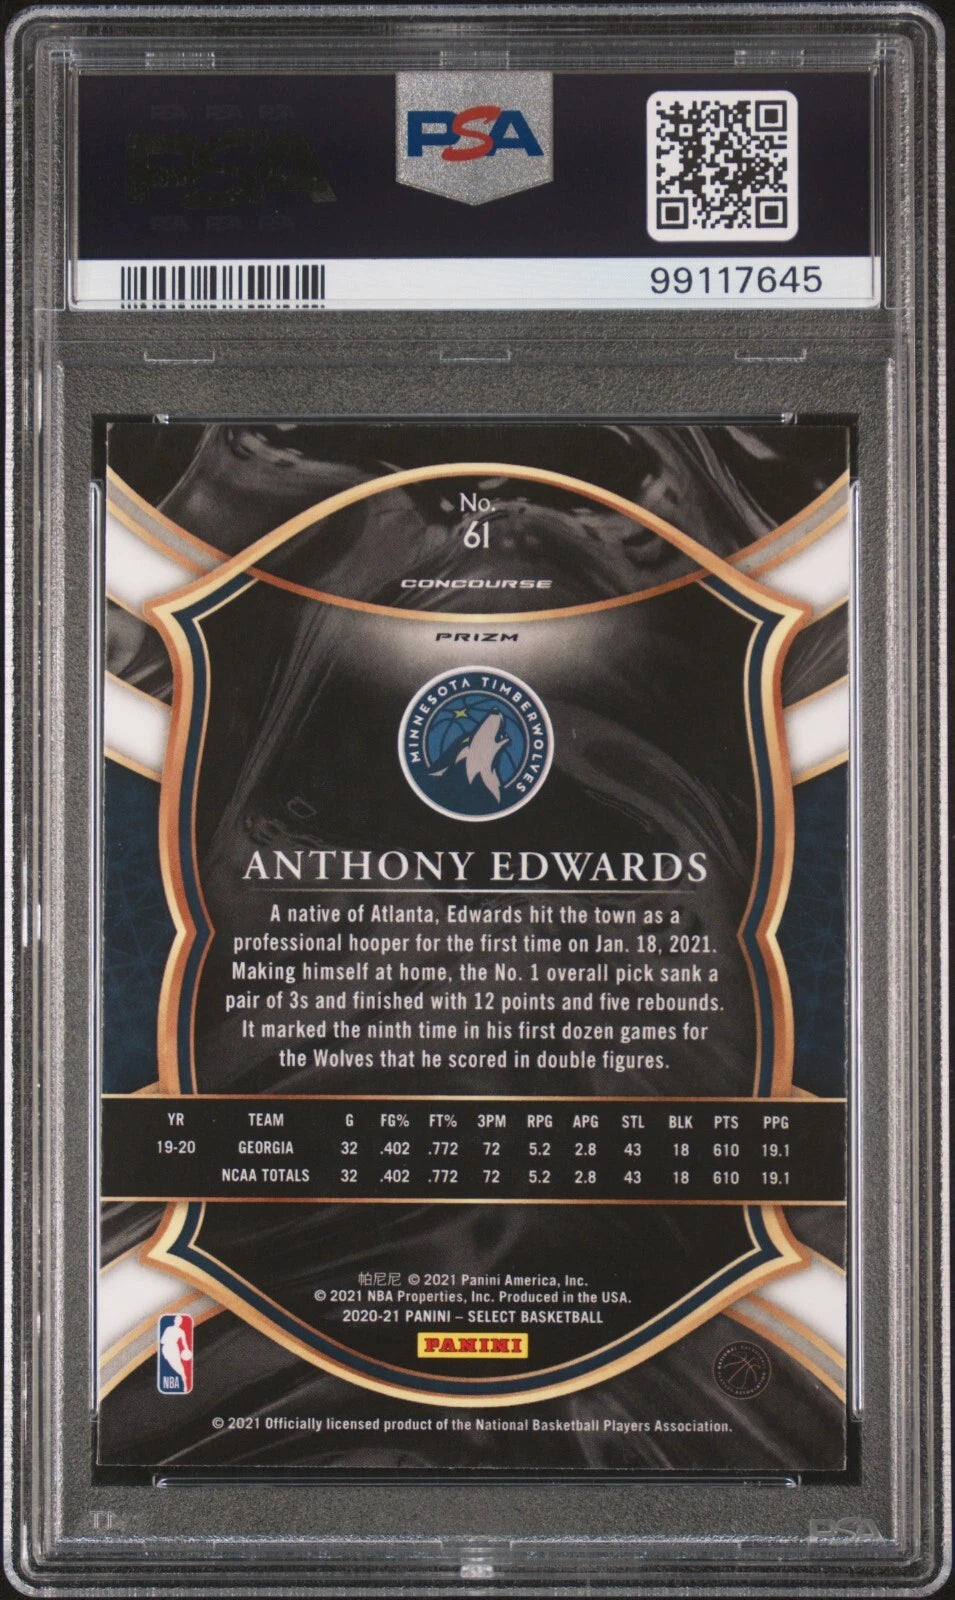 PSA
99117645
No.
61
CONCOURSE
PRIZM
MINNESOTA TIMBERWOLVES
ANTHONY EDWARDS
A native of Atlanta, Edwards hit the town as a
professional hooper for the first time on Jan. 18, 2021.
Making himself at home, the No. 1 overall pick sank a
pair of 3s and finished with 12 points and five rebounds.
It marked the ninth time in his first dozen games for
the Wolves that he scored in double figures.
YR TEAM G FG% FT% 3PM RPG APG STL BLK PTS PPG
19-20 GEORGIA 32 .402 .772 72 5.2 2.8 43 18 610 19.1
NCAA TOTALS 32 .402 .772 72 5.2 2.8 43 18 610 19.1
帕尼尼 © 2021 Panini America, Inc.
© 2021 NBA Properties, Inc. Produced in the USA.
2020-21 PANINI – SELECT BASKETBALL
PANINI
NBA
© 2021 Officially licensed product of the National Basketball Players Association.
PSA